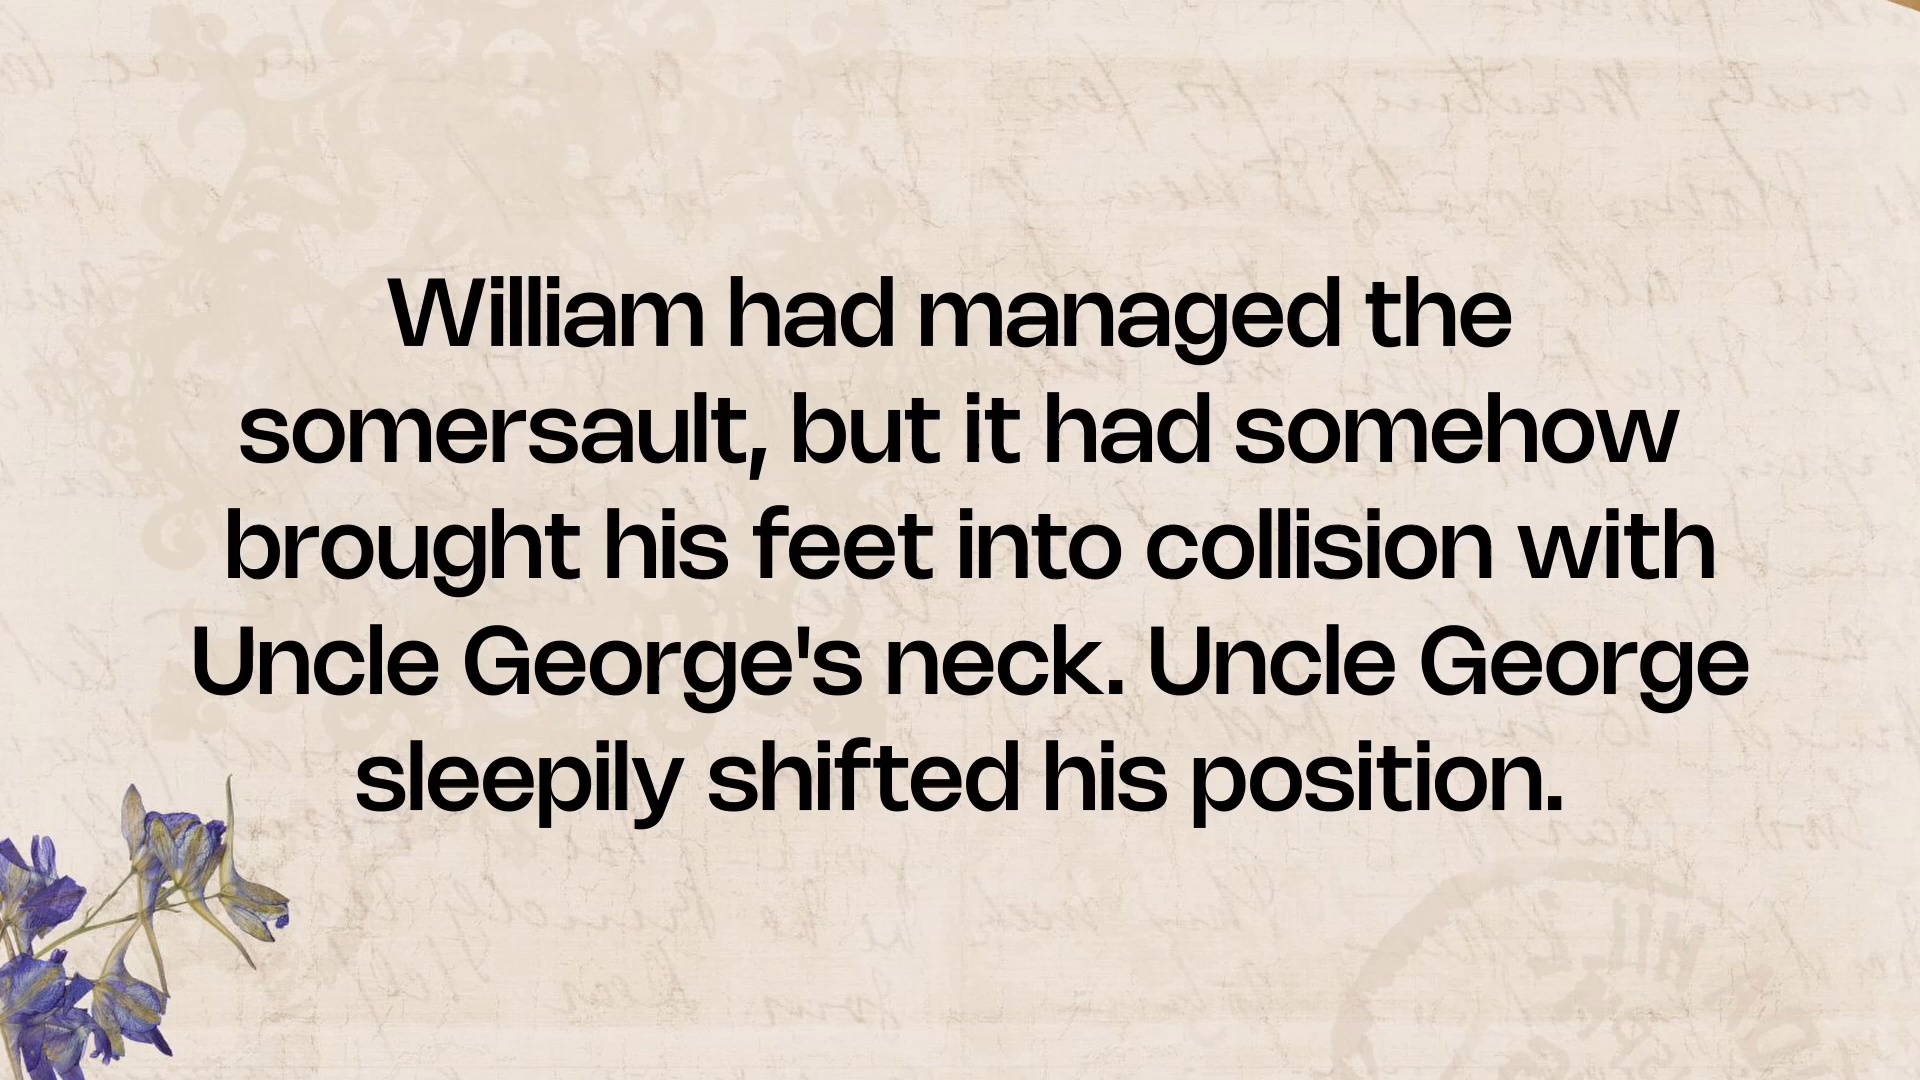 William had managed the
somersault, but it had somehow
brought his feet into collision with
Uncle George's neck. Uncle George
sleepily shifted his position.